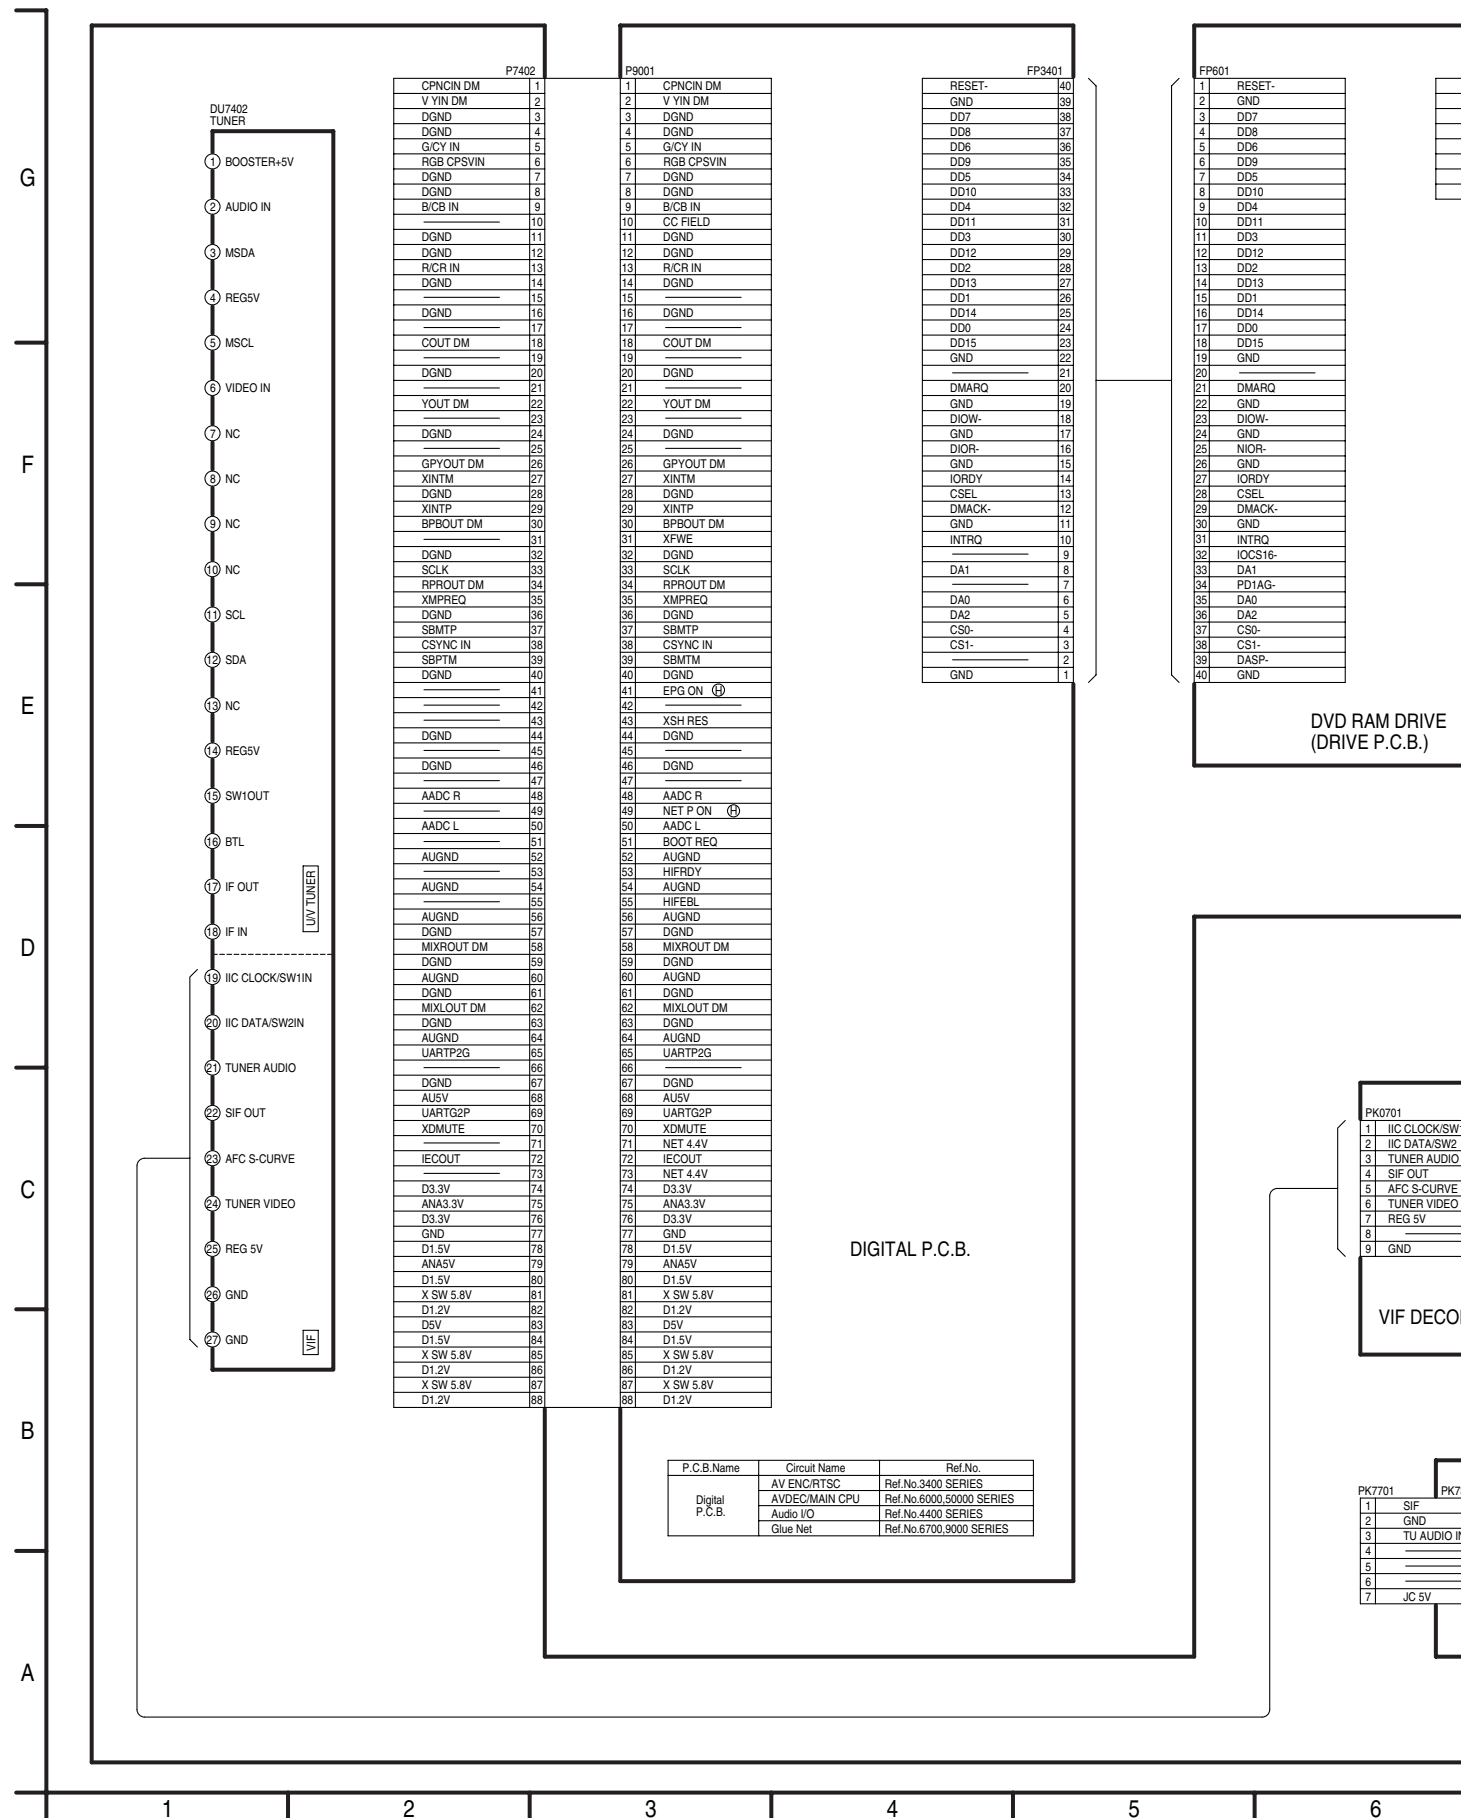 G
F
E
D
C
B
A
DU7402
TUNER
1 BOOSTER+5V
2 AUDIO IN
3 MSDA
4 REG5V
5 MSCL
6 VIDEO IN
7 NC
8 NC
9 NC
10 NC
11 SCL
12 SDA
13 NC
14 REG5V
15 SW1OUT
16 BTL
17 IF OUT
18 IF IN
U/V TUNER
19 IIC CLOCK/SW1IN
20 IIC DATA/SW2IN
21 TUNER AUDIO
22 SIF OUT
23 AFC S-CURVE
24 TUNER VIDEO
25 REG 5V
26 GND
27 GND
VIF
P7402
CPNCIN DM 1
V YIN DM 2
DGND 3
DGND 4
G/CY IN 5
RGB CPSVIN 6
DGND 7
DGND 8
B/CB IN 9
10
DGND 11
DGND 12
R/CR IN 13
DGND 14
15
DGND 16
17
COUT DM 18
19
DGND 20
21
YOUT DM 22
23
DGND 24
25
GPYOUT DM 26
XINTM 27
DGND 28
XINTP 29
BPBOUT DM 30
31
DGND 32
SCLK 33
RPROUT DM 34
XMPREQ 35
DGND 36
SBMTP 37
CSYNC IN 38
SBPTM 39
DGND 40
41
42
43
DGND 44
45
DGND 46
47
AADC R 48
49
AADC L 50
51
AUGND 52
53
AUGND 54
55
AUGND 56
DGND 57
MIXROUT DM 58
DGND 59
AUGND 60
DGND 61
MIXLOUT DM 62
DGND 63
AUGND 64
UARTP2G 65
66
DGND 67
AU5V 68
UARTG2P 69
XDMUTE 70
71
IECOUT 72
73
D3.3V 74
ANA3.3V 75
D3.3V 76
GND 77
D1.5V 78
ANA5V 79
D1.5V 80
X SW 5.8V 81
D1.2V 82
D5V 83
D1.5V 84
X SW 5.8V 85
D1.2V 86
X SW 5.8V 87
D1.2V 88
P9001
1 CPNCIN DM
2 V YIN DM
3 DGND
4 DGND
5 G/CY IN
6 RGB CPSVIN
7 DGND
8 DGND
9 B/CB IN
10 CC FIELD
11 DGND
12 DGND
13 R/CR IN
14 DGND
15
16 DGND
17
18 COUT DM
19
20 DGND
21
22 YOUT DM
23
24 DGND
25
26 GPYOUT DM
27 XINTM
28 DGND
29 XINTP
30 BPBOUT DM
31 XFWE
32 DGND
33 SCLK
34 RPROUT DM
35 XMPREQ
36 DGND
37 SBMTP
38 CSYNC IN
39 SBMTM
40 DGND
41 EPG ON H
42
43 XSH RES
44 DGND
45
46 DGND
47
48 AADC R
49 NET P ON H
50 AADC L
51 BOOT REQ
52 AUGND
53 HIFRDY
54 AUGND
55 HIFEBL
56 AUGND
57 DGND
58 MIXROUT DM
59 DGND
60 AUGND
61 DGND
62 MIXLOUT DM
63 DGND
64 AUGND
65 UARTP2G
66
67 DGND
68 AU5V
69 UARTG2P
70 XDMUTE
71 NET 4.4V
72 IECOUT
73 NET 4.4V
74 D3.3V
75 ANA3.3V
76 D3.3V
77 GND
78 D1.5V
79 ANA5V
80 D1.5V
81 X SW 5.8V
82 D1.2V
83 D5V
84 D1.5V
85 X SW 5.8V
86 D1.2V
87 X SW 5.8V
88 D1.2V
FP3401
RESET- 40
GND 39
DD7 38
DD8 37
DD6 36
DD9 35
DD5 34
DD10 33
DD4 32
DD11 31
DD3 30
DD12 29
DD2 28
DD13 27
DD1 26
DD14 25
DD0 24
DD15 23
GND 22
21
DMARQ 20
GND 19
DIOW- 18
GND 17
DIOR- 16
GND 15
IORDY 14
CSEL 13
DMACK- 12
GND 11
INTRQ 10
9
DA1 8
7
DA0 6
DA2 5
CS0- 4
CS1- 3
2
GND 1
DIGITAL P.C.B.
P.C.B.Name Circuit Name Ref.No.
Digital P.C.B.
AV ENC/RTSC Ref.No.3400 SERIES
AVDEC/MAIN CPU Ref.No.6000,50000 SERIES
Audio I/O Ref.No.4400 SERIES
Glue Net Ref.No.6700,9000 SERIES
FP601
1 RESET-
2 GND
3 DD7
4 DD8
5 DD6
6 DD9
7 DD5
8 DD10
9 DD4
10 DD11
11 DD3
12 DD12
13 DD2
14 DD13
15 DD1
16 DD14
17 DD0
18 DD15
19 GND
20
21 DMARQ
22 GND
23 DIOW-
24 GND
25 NIOR-
26 GND
27 IORDY
28 CSEL
29 DMACK-
30 GND
31 INTRQ
32 IOCS16-
33 DA1
34 PD1AG-
35 DA0
36 DA2
37 CS0-
38 CS1-
39 DASP-
40 GND
DVD RAM DRIVE
(DRIVE P.C.B.)
PK0701
1 IIC CLOCK/SW1
2 IIC DATA/SW2
3 TUNER AUDIO
4 SIF OUT
5 AFC S-CURVE
6 TUNER VIDEO
7 REG 5V
8
9 GND
VIF DECO
PK7701 PK7
1 SIF
2 GND
3 TU AUDIO I
4
5
6
7 JC 5V
1 2 3 4 5 6